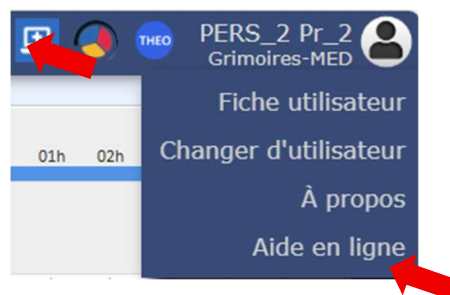 THEO
PERS_2 Pr_2
Grimoires-MED
Fiche utilisateur
01h 02h
Changer d'utilisateur
À propos
Aide en ligne